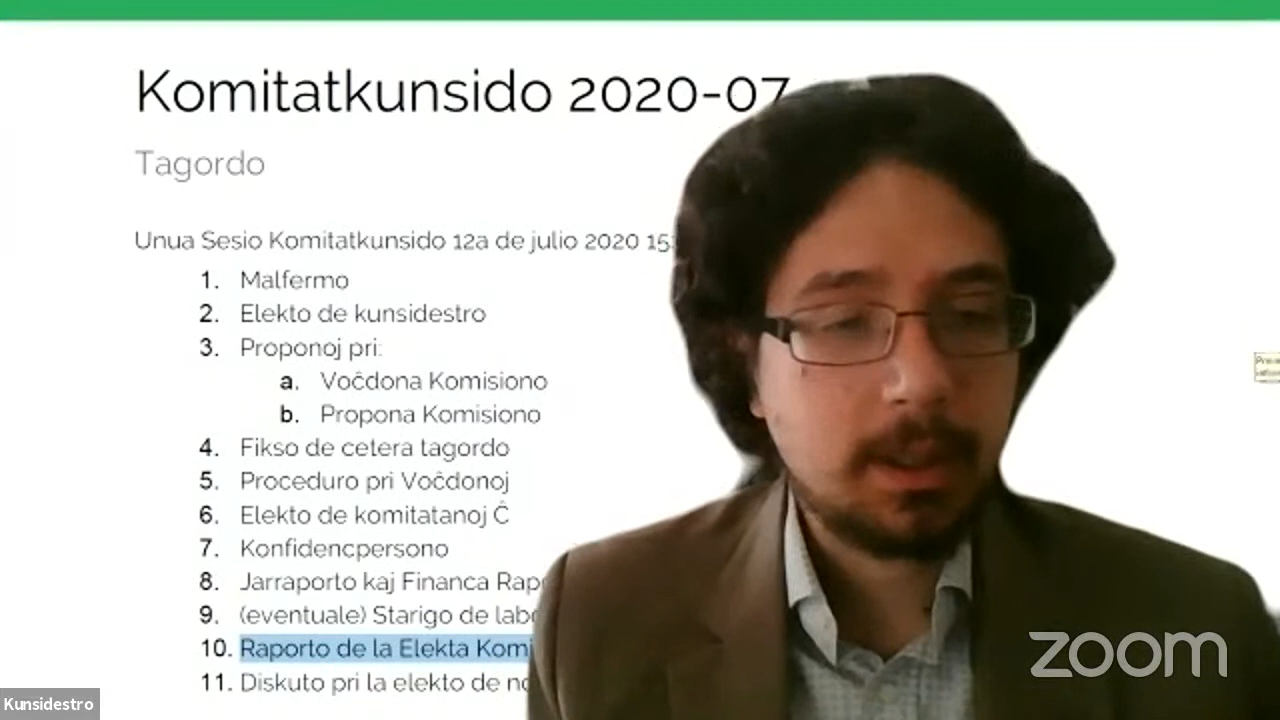 Komitatkunsido 2020-07
Tagordo
Unua Sesio Komitatkunsido 12a de julio 2020 15:
1. Malfermo
2. Elekto de kunsidestro
3. Proponoj pri:
a. Voĉdona Komisiono
b. Propona Komisiono
4. Fikso de cetera tagordo
5. Proceduro pri Voĉdonoj
6. Elekto de komitatanoj Ĉ
7. Konfidencpersono
8. Jarraporto kaj Financa
9. (eventuale) Starigo de
10. Raporto de la Elekta
11. Diskuto pri la elekto de
zoom
Kunsidestro